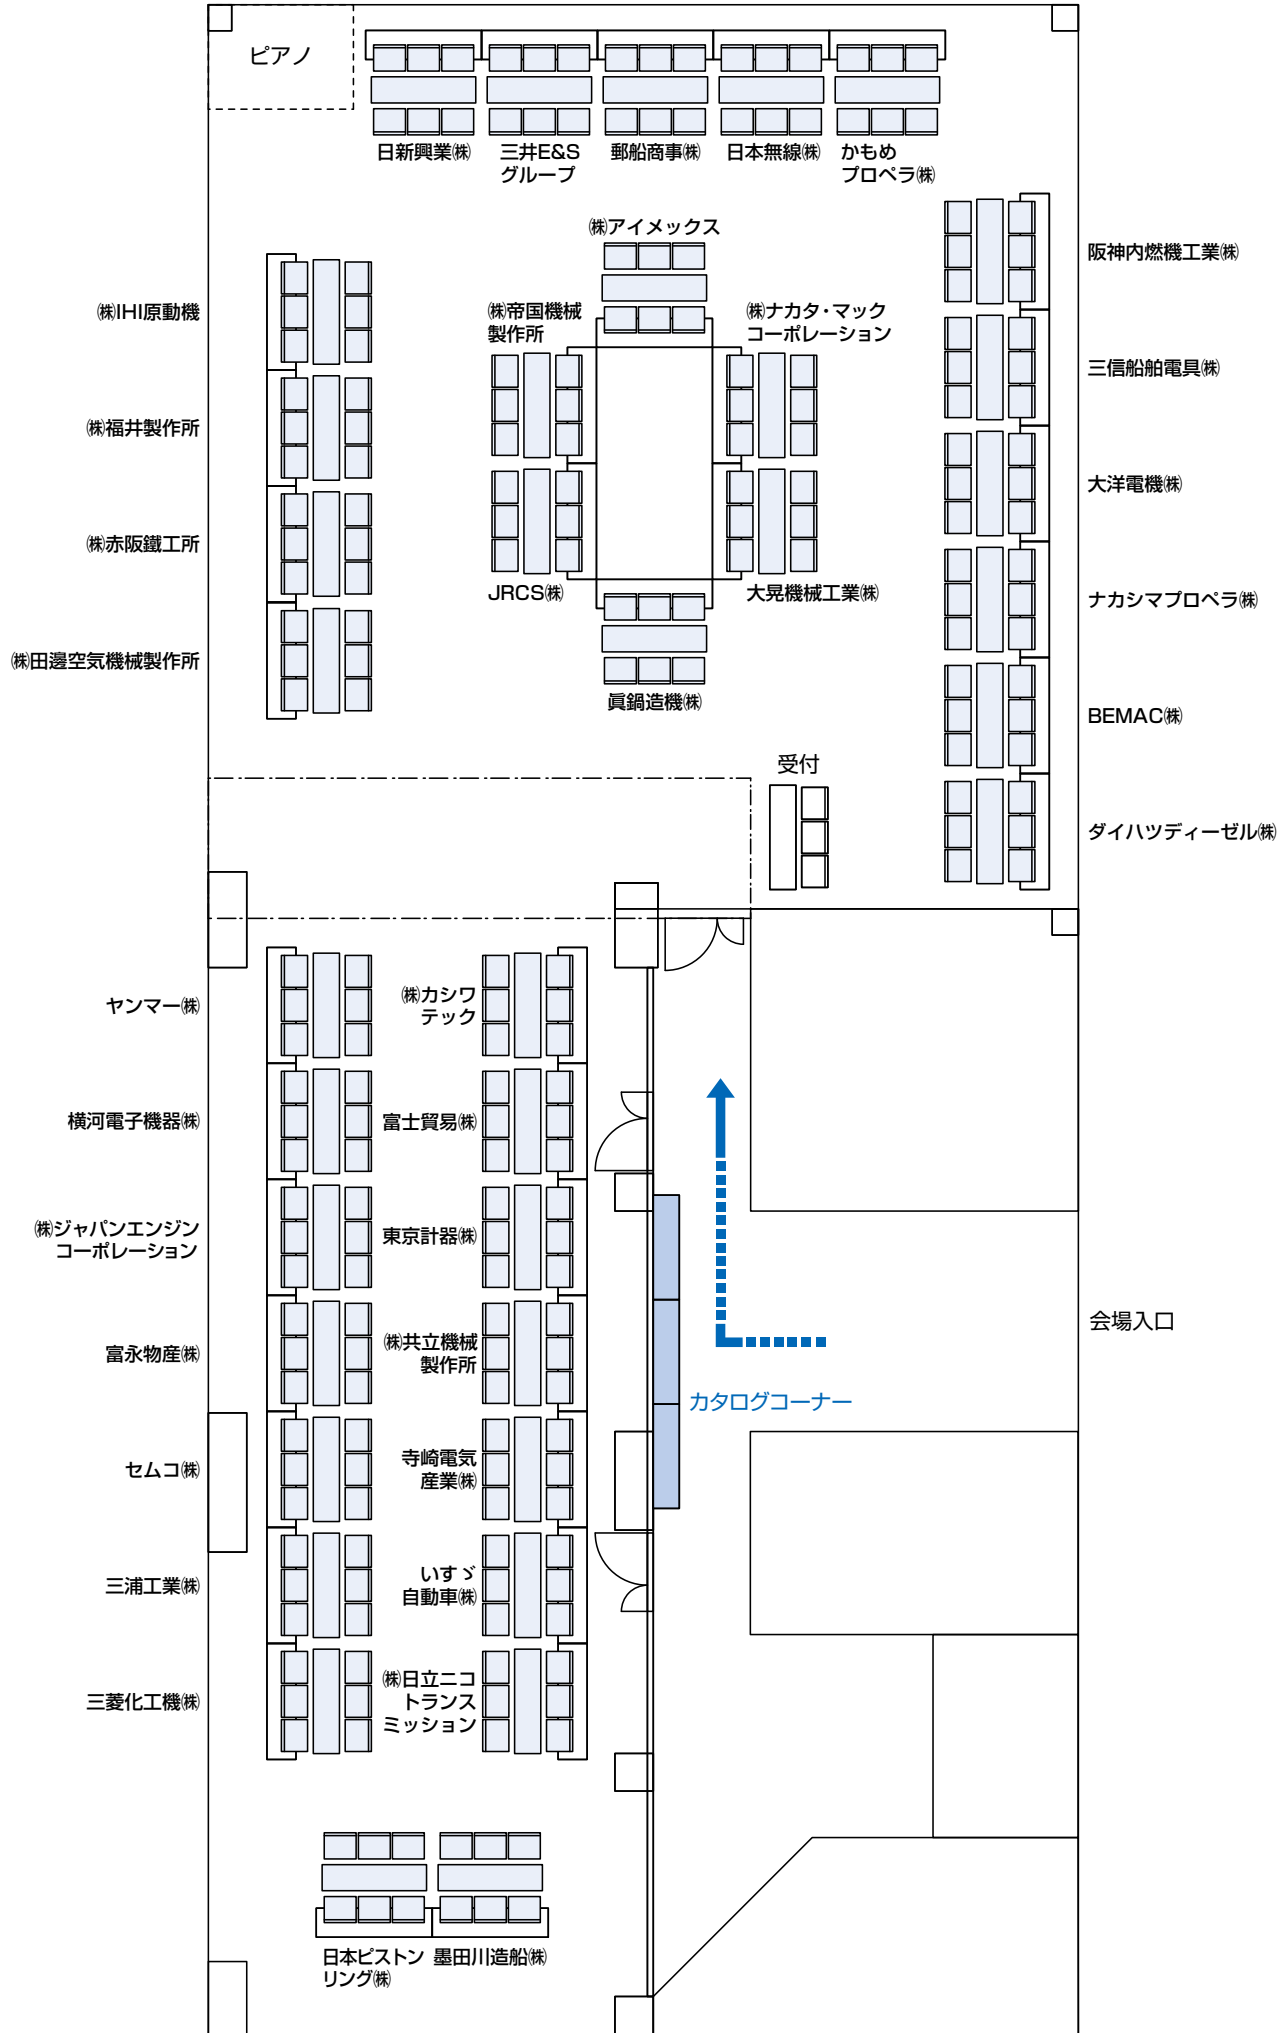 ピアノ
日新興業㈱
三井E&S
グループ
郵船商事㈱
日本無線㈱
かもめ
プロペラ㈱
㈱アイメックス
㈱帝国機械
製作所
㈱ナカタ・マック
コーポレーション
JRCS㈱
大晃機械工業㈱
眞鍋造機㈱
㈱IHI原動機
㈱福井製作所
㈱赤阪鐵工所
㈱田邊空気機械製作所
阪神内燃機工業㈱
三信船舶電具㈱
大洋電機㈱
ナカシマプロペラ㈱
BEMAC㈱
ダイハツディーゼル㈱
受付
ヤンマー㈱
横河電子機器㈱
㈱ジャパンエンジン
コーポレーション
富永物産㈱
セムコ㈱
三浦工業㈱
三菱化工機㈱
㈱カシワ
テック
富士貿易㈱
東京計器㈱
㈱共立機械
製作所
寺崎電気
産業㈱
いすゞ
自動車㈱
㈱日立ニコ
トランス
ミッション
会場入口
カタログコーナー
日本ピストン
リング㈱
墨田川造船㈱